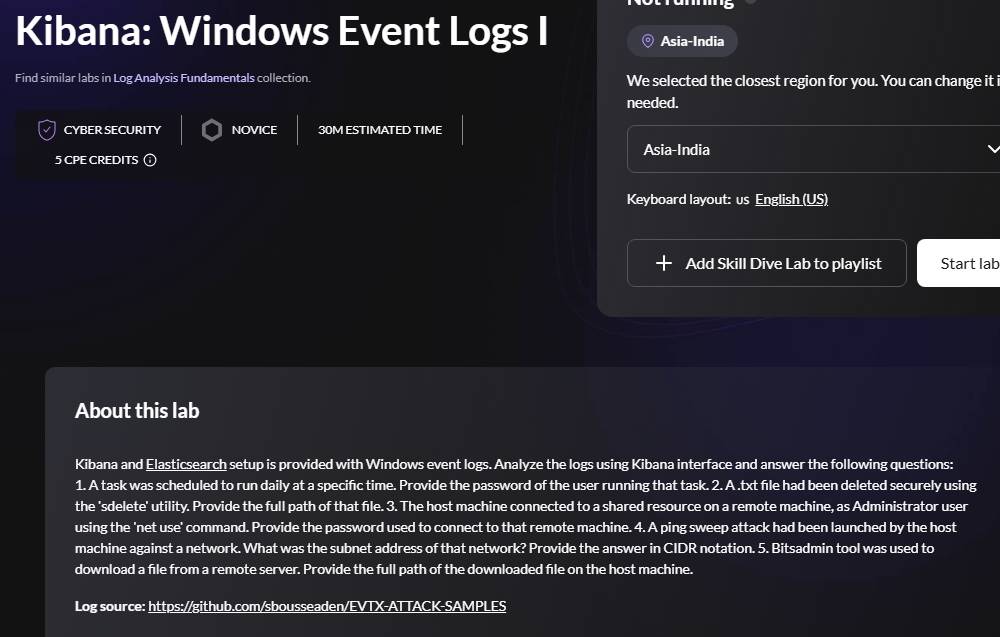 Kibana: Windows Event Logs I
Find similar labs in Log Analysis Fundamentals collection.
CYBER SECURITY
NOVICE
30M ESTIMATED TIME
5 CPE CREDITS
Not running
Asia-India
We selected the closest region for you. You can change it i
needed.
Asia-India
Keyboard layout: us English (US)
Add Skill Dive Lab to playlist
Start lab
About this lab
Kibana and Elasticsearch setup is provided with Windows event logs. Analyze the logs using Kibana interface and answer the following questions:
1. A task was scheduled to run daily at a specific time. Provide the password of the user running that task. 2. A .txt file had been deleted securely using
the 'sdelete' utility. Provide the full path of that file. 3. The host machine connected to a shared resource on a remote machine, as Administrator user
using the 'net use' command. Provide the password used to connect to that remote machine. 4. A ping sweep attack had been launched by the host
machine against a network. What was the subnet address of that network? Provide the answer in CIDR notation. 5. Bitsadmin tool was used to
download a file from a remote server. Provide the full path of the downloaded file on the host machine.
Log source: https://github.com/sbousseaden/EVTX-ATTACK-SAMPLES